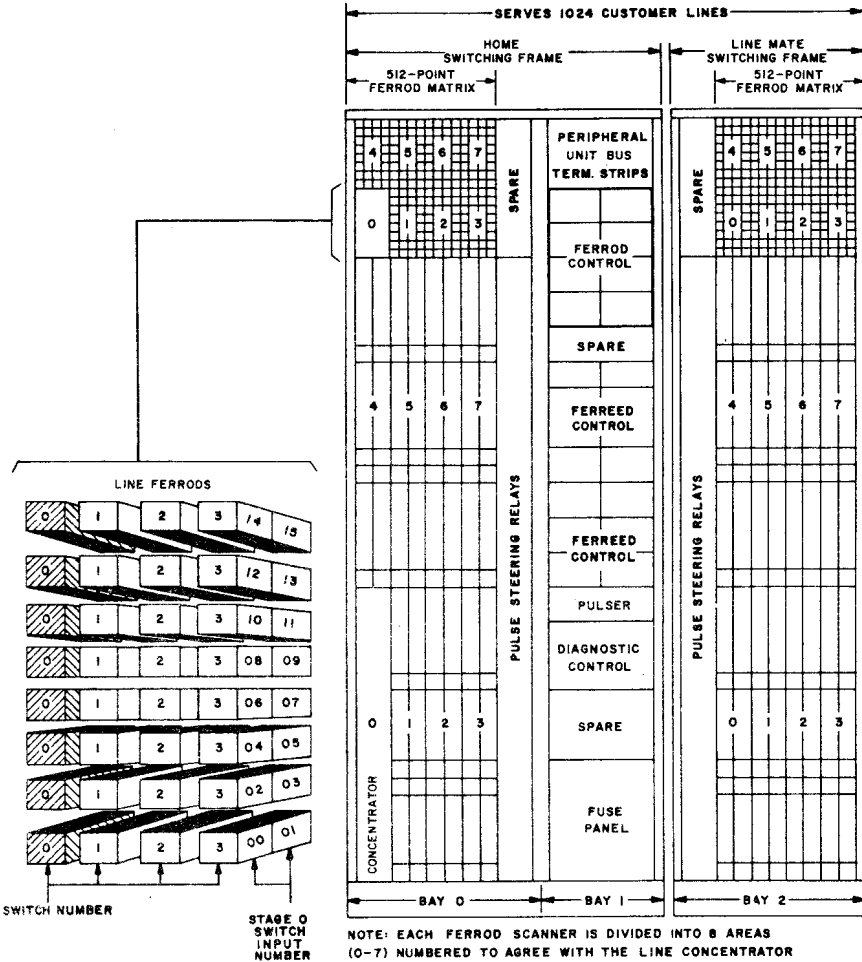 SERVES 1024 CUSTOMER LINES
HOME
SWITCHING FRAME
LINE MATE
SWITCHING FRAME
512-POINT
FERROD MATRIX
512-POINT
FERROD MATRIX
4 5 6 7
0 1 2 3
SPARE
PERIPHERAL
UNIT BUS
TERM. STRIPS
FERROD
CONTROL
SPARE
4 5 6 7
0 1 2 3
SPARE
4 5 6 7
FERREED
CONTROL
4 5 6 7
PULSE STEERING RELAYS
FERREED
CONTROL
PULSER
DIAGNOSTIC
CONTROL
PULSE STEERING RELAYS
0 1 2 3
SPARE
0 1 2 3
CONCENTRATOR
FUSE
PANEL
BAY 0
BAY 1
BAY 2
LINE FERRODS
0 1 2 3 14 15
0 1 2 3 12 13
0 1 2 3 10 11
0 1 2 3 08 09
0 1 2 3 06 07
0 1 2 3 04 05
0 1 2 3 02 03
0 1 2 3 00 01
SWITCH NUMBER
STAGE 0
SWITCH
INPUT
NUMBER
NOTE: EACH FERROD SCANNER IS DIVIDED INTO 8 AREAS
(0-7) NUMBERED TO AGREE WITH THE LINE CONCENTRATOR